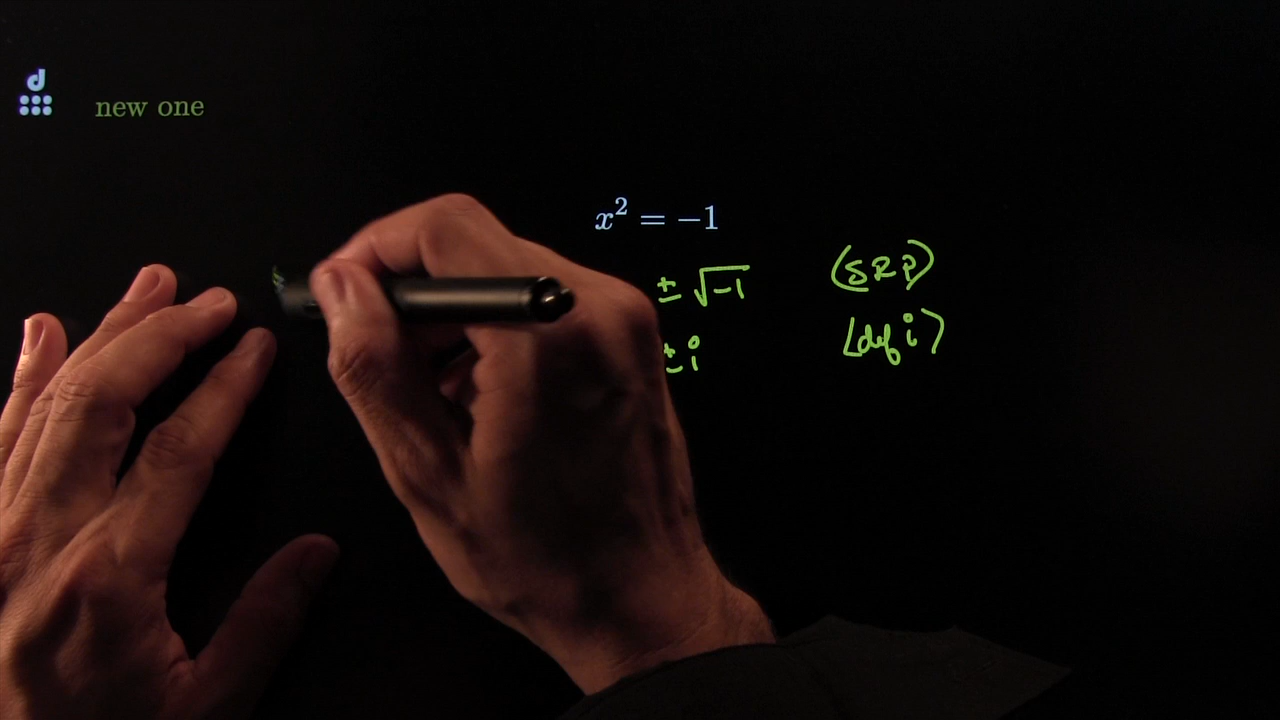 d
new one
x² = −1
± √−1 (SRP)
± i (def i)